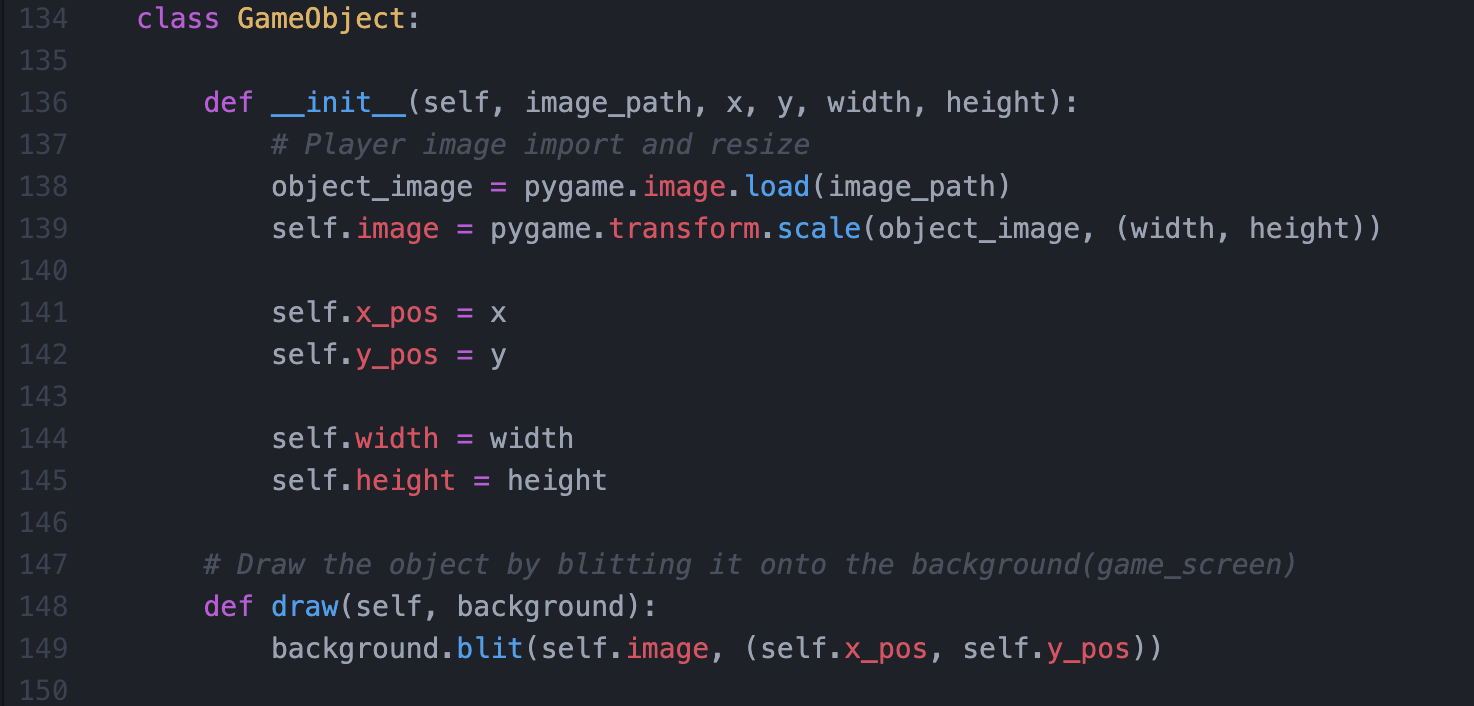 134 class GameObject:
135
136 def __init__(self, image_path, x, y, width, height):
137 # Player image import and resize
138 object_image = pygame.image.load(image_path)
139 self.image = pygame.transform.scale(object_image, (width, height))
140
141 self.x_pos = x
142 self.y_pos = y
143
144 self.width = width
145 self.height = height
146
147 # Draw the object by blitting it onto the background(game_screen)
148 def draw(self, background):
149 background.blit(self.image, (self.x_pos, self.y_pos))
150